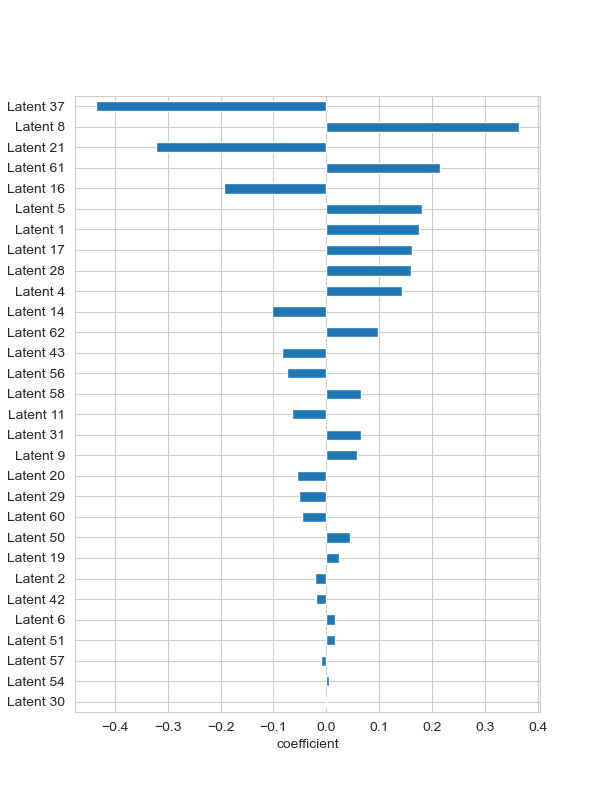 Latent 37
Latent 8
Latent 21
Latent 61
Latent 16
Latent 5
Latent 1
Latent 17
Latent 28
Latent 4
Latent 14
Latent 62
Latent 43
Latent 56
Latent 58
Latent 11
Latent 31
Latent 9
Latent 20
Latent 29
Latent 60
Latent 50
Latent 19
Latent 2
Latent 42
Latent 6
Latent 51
Latent 57
Latent 54
Latent 30
−0.4 −0.3 −0.2 −0.1 0.0 0.1 0.2 0.3 0.4
coefficient